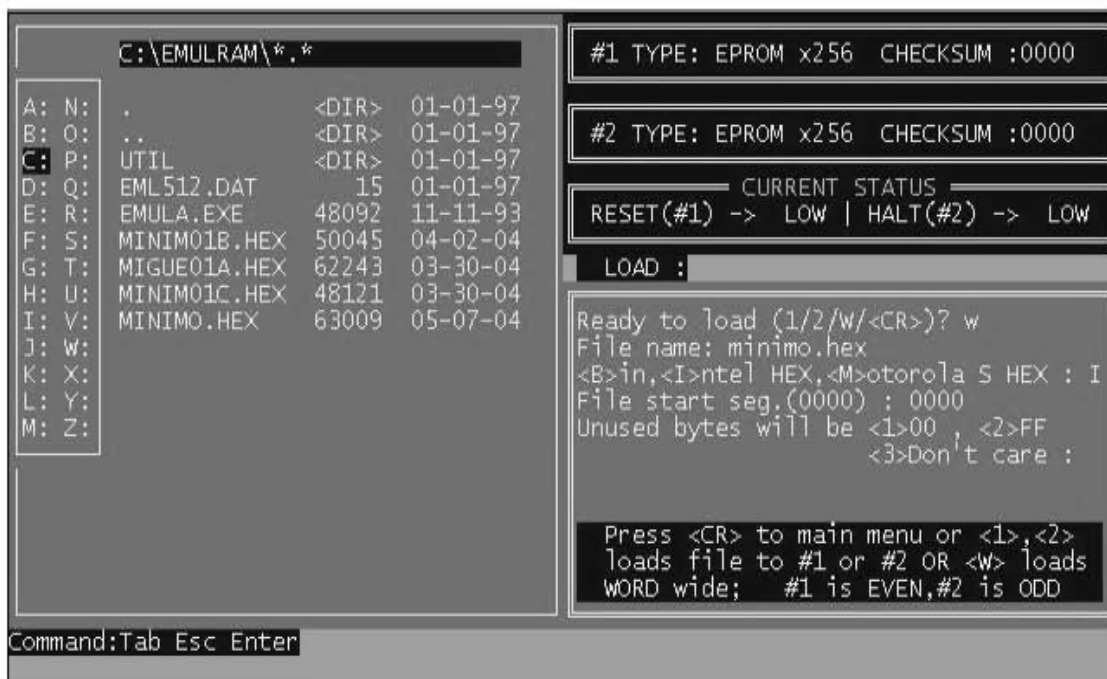 C:\EMULRAM\*.*
A: N:
B: O:
C: P:
D: Q:
E: R:
F: S:
G: T:
H: U:
I: V:
J: W:
K: X:
L: Y:
M: Z:
. <DIR> 01-01-97
.. <DIR> 01-01-97
UTIL <DIR> 01-01-97
EML512.DAT 15 01-01-97
EMULA.EXE 48092 11-11-93
MINIMO1B.HEX 50045 04-02-04
MIGUE01A.HEX 62243 03-30-04
MINIMO1C.HEX 48121 03-30-04
MINIMO.HEX 63009 05-07-04
#1 TYPE: EPROM x256 CHECKSUM :0000
#2 TYPE: EPROM x256 CHECKSUM :0000
CURRENT STATUS
RESET(#1) -> LOW | HALT(#2) -> LOW
LOAD :
Ready to load (1/2/W/<CR>)? w
File name: minimo.hex
<B>in,<I>ntel HEX,<M>otorola S HEX : I
File start seg.(0000) : 0000
Unused bytes will be <1>00 , <2>FF
<3>Don't care :
Press <CR> to main menu or <1>,<2>
loads file to #1 or #2 OR <W> loads
WORD wide; #1 is EVEN,#2 is ODD
Command:Tab Esc Enter